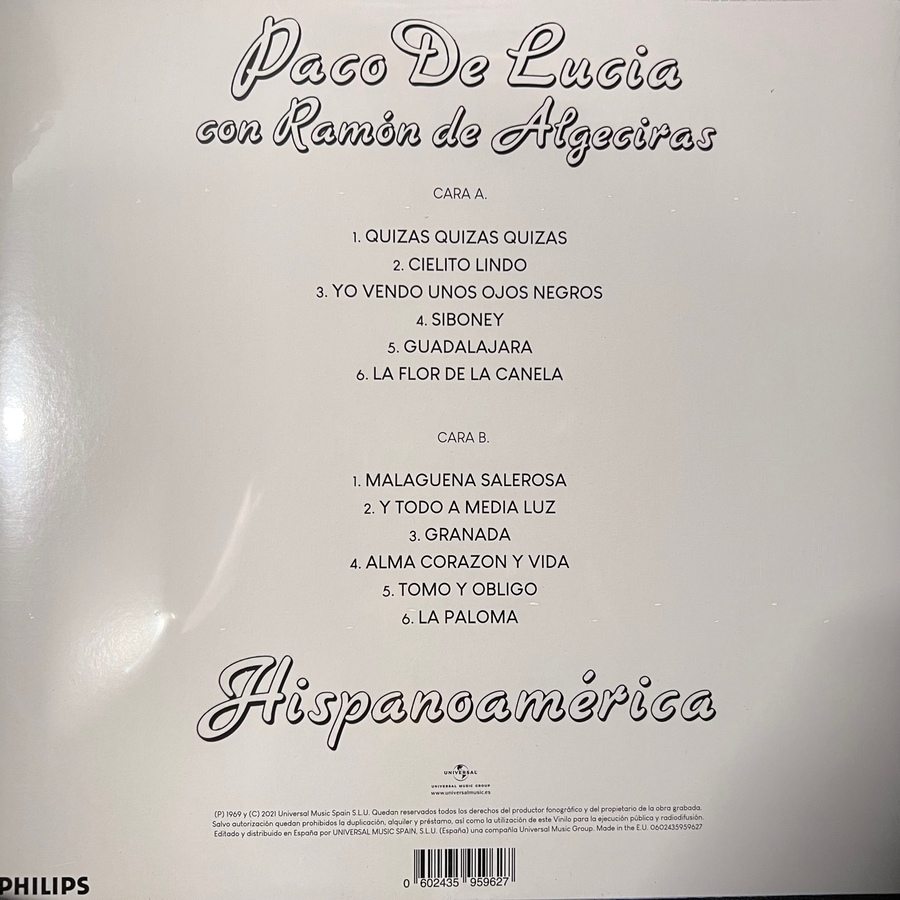 Paco De Lucia
con Ramón de Algeciras
CARA A.
1. QUIZAS QUIZAS QUIZAS
2. CIELITO LINDO
3. YO VENDO UNOS OJOS NEGROS
4. SIBONEY
5. GUADALAJARA
6. LA FLOR DE LA CANELA
CARA B.
1. MALAGUENA SALEROSA
2. Y TODO A MEDIA LUZ
3. GRANADA
4. ALMA CORAZON Y VIDA
5. TOMO Y OBLIGO
6. LA PALOMA
Hispanoamérica
UNIVERSAL
UNIVERSAL MUSIC GROUP
www.universalmusic.es
(P) 1969 y (C) 2021 Universal Music Spain S.L.U. Quedan reservados todos los derechos del productor fonográfico y del propietario de la obra grabada.
Salvo autorización quedan prohibidos la duplicación, alquiler y préstamo, así como la utilización de este Vinilo para la ejecución pública y radiodifusión.
Editado y distribuido en España por UNIVERSAL MUSIC SPAIN, S.L.U. (España) una compañía Universal Music Group. Made in the E.U. 0602435959627
0 602435 959627
PHILIPS